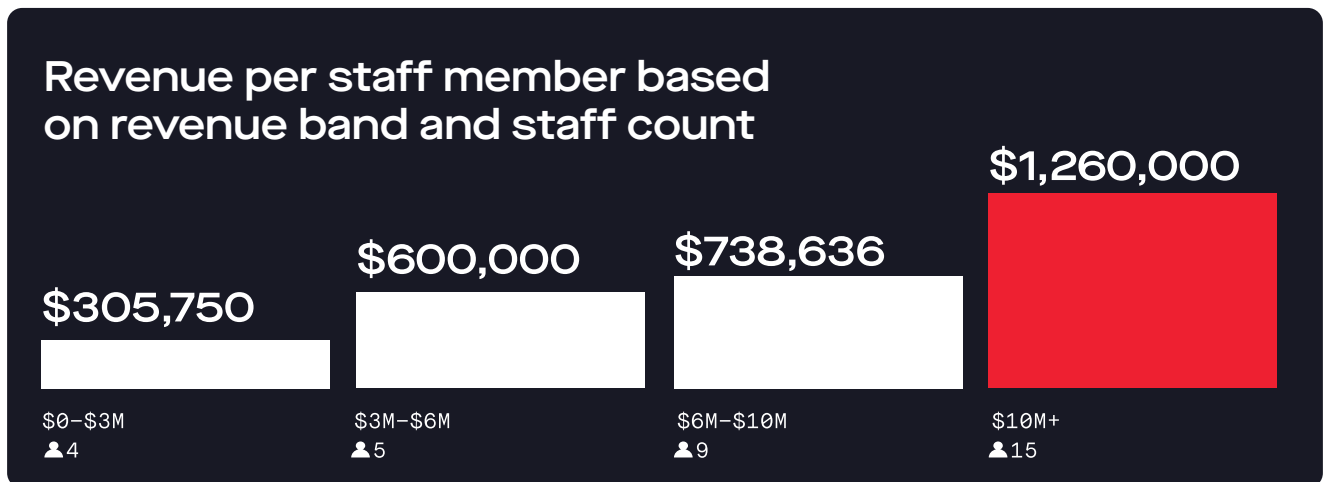 Revenue per staff member based
on revenue band and staff count
$305,750
$0–$3M
4
$600,000
$3M–$6M
5
$738,636
$6M–$10M
9
$1,260,000
$10M+
15